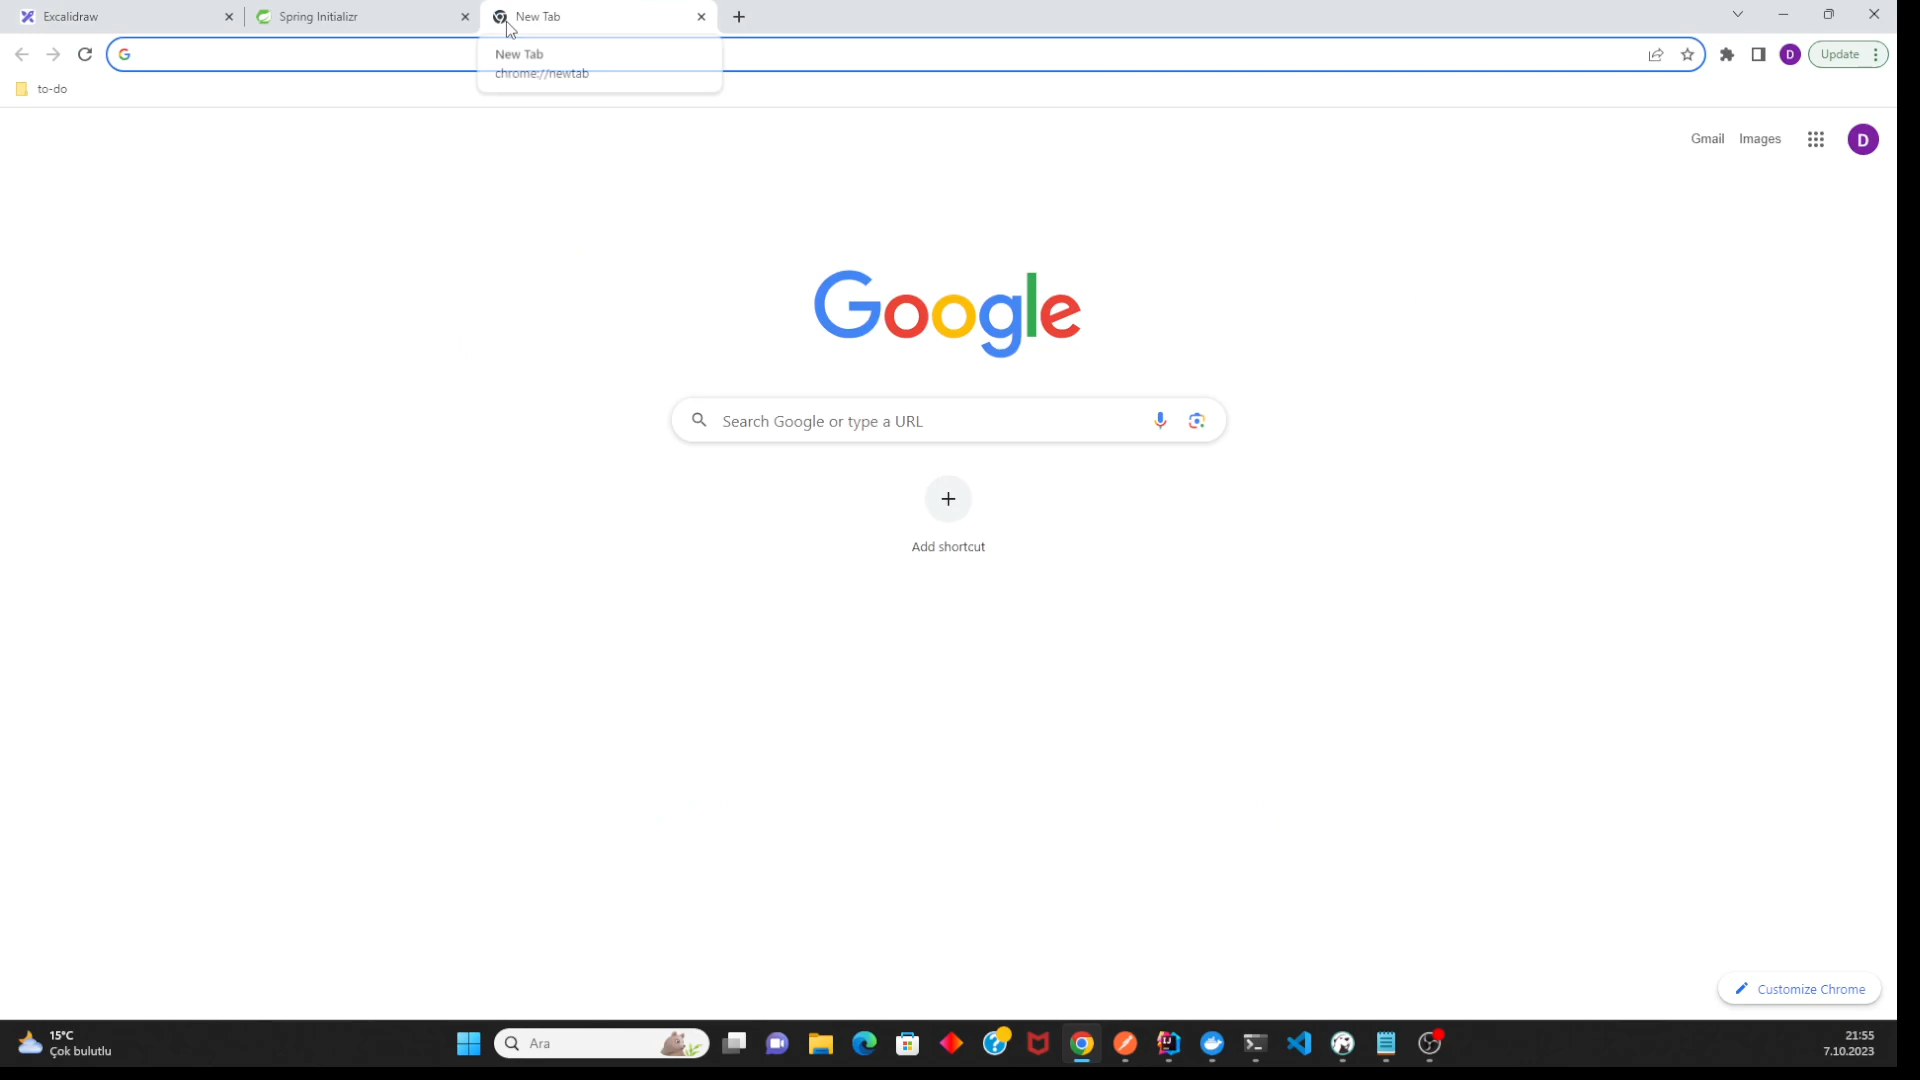 Excalidraw
Spring Initializr
New Tab
New Tab
chrome://newtab
Update
to-do
Gmail
Images
D
D
Google
Search Google or type a URL
Add shortcut
Customize Chrome
15°C
Çok bulutlu
Ara
21:55
7.10.2023